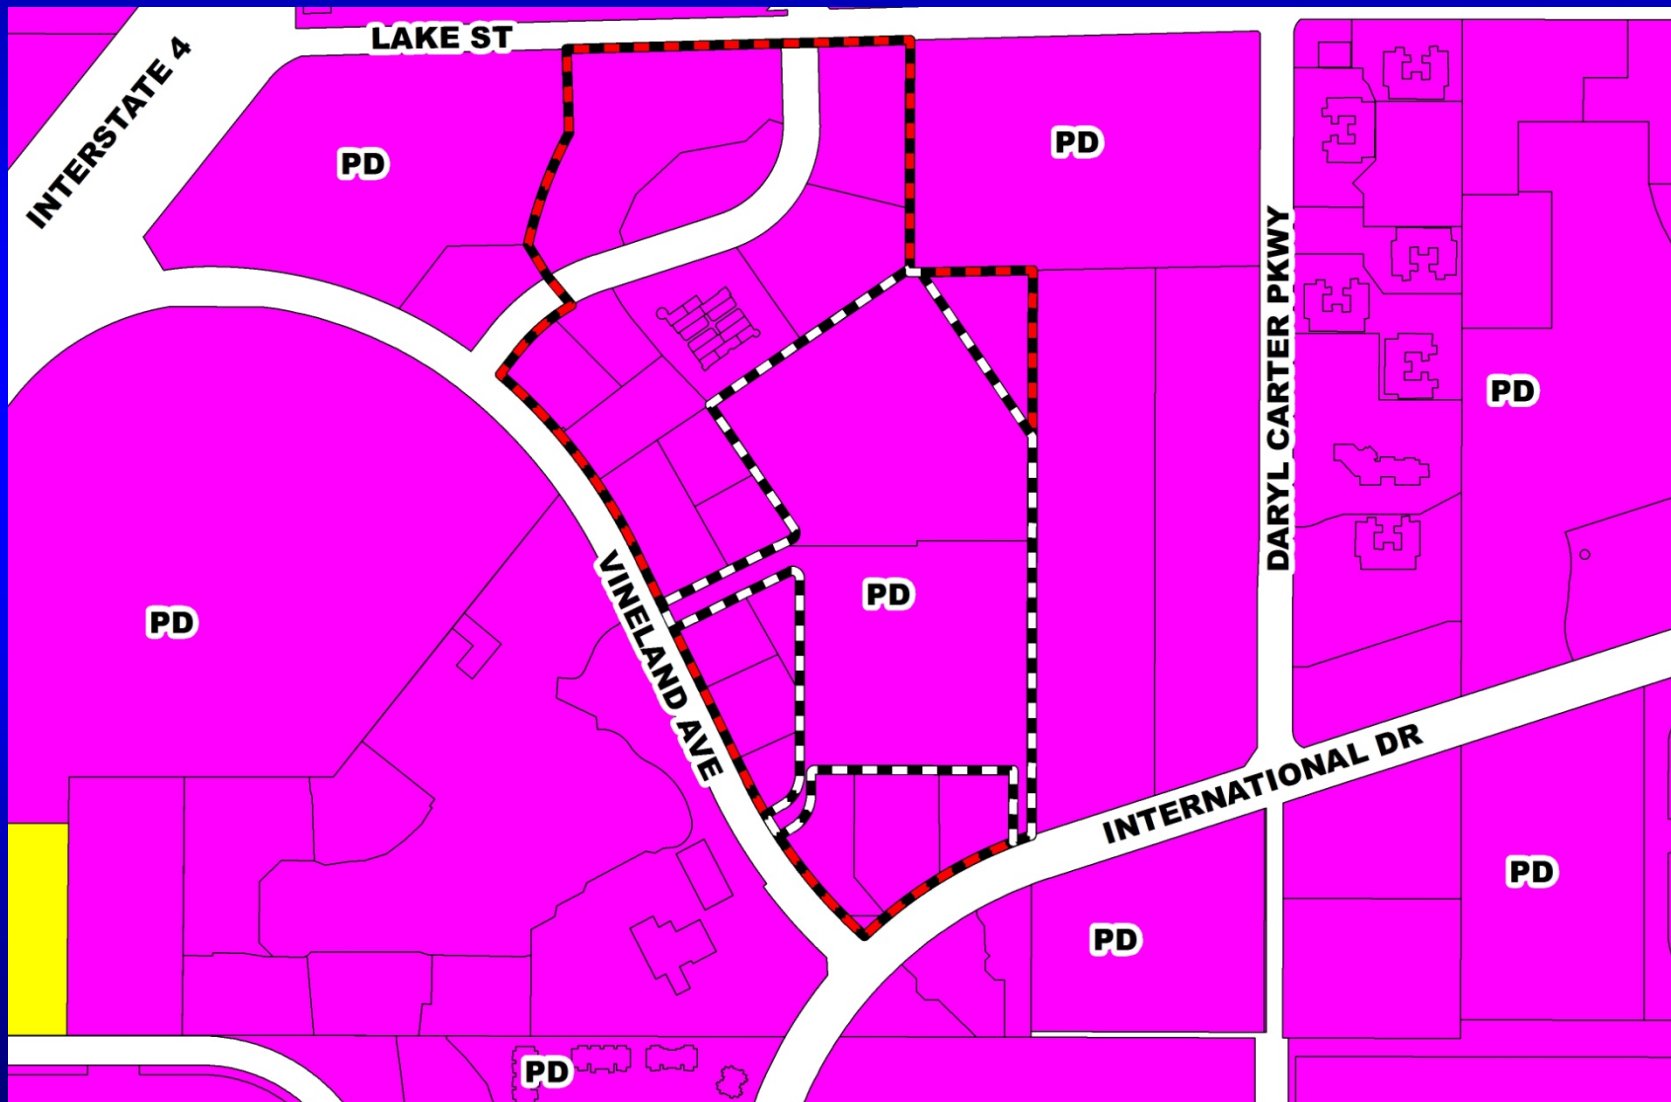 LAKE ST
INTERSTATE 4
PD
PD
DARYL CARTER PKWY
PD
PD
PD
VINELAND AVE
INTERNATIONAL DR
PD
PD
PD